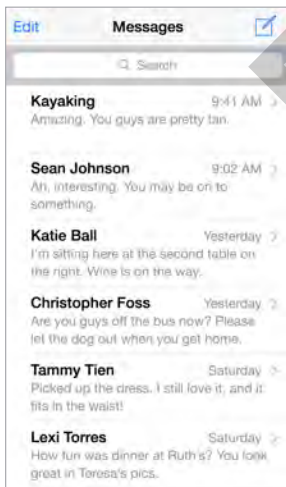 Edit Messages
Search
Kayaking 9:41 AM
Amazing. You guys are pretty fan.
Sean Johnson 9:02 AM
Ah, interesting. You may be on to
something.
Katie Ball Yesterday
I'm sitting here at the second table on
the right. Wine is on the way.
Christopher Foss Yesterday
Are you guys off the bus now? Please
let the dog out when you get home.
Tammy Tien Saturday
Picked up the dress. I still love it, and it
fits in the waist!
Lexi Torres Saturday
How fun was dinner at Ruth's? You look
great in Teresa's pics.